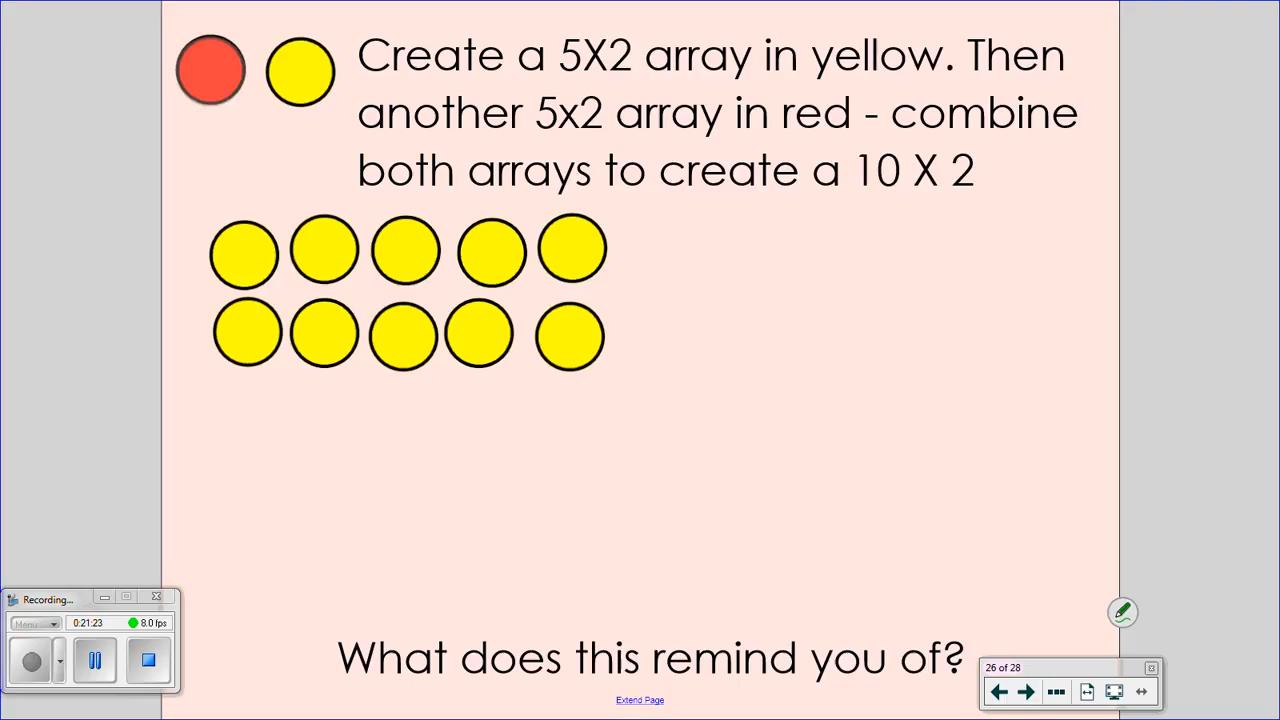 Create a 5X2 array in yellow. Then
another 5x2 array in red - combine
both arrays to create a 10 X 2
Recording...
Menu
0:21:23
8.0 fps
What does this remind you of?
26 of 28
Extend Page